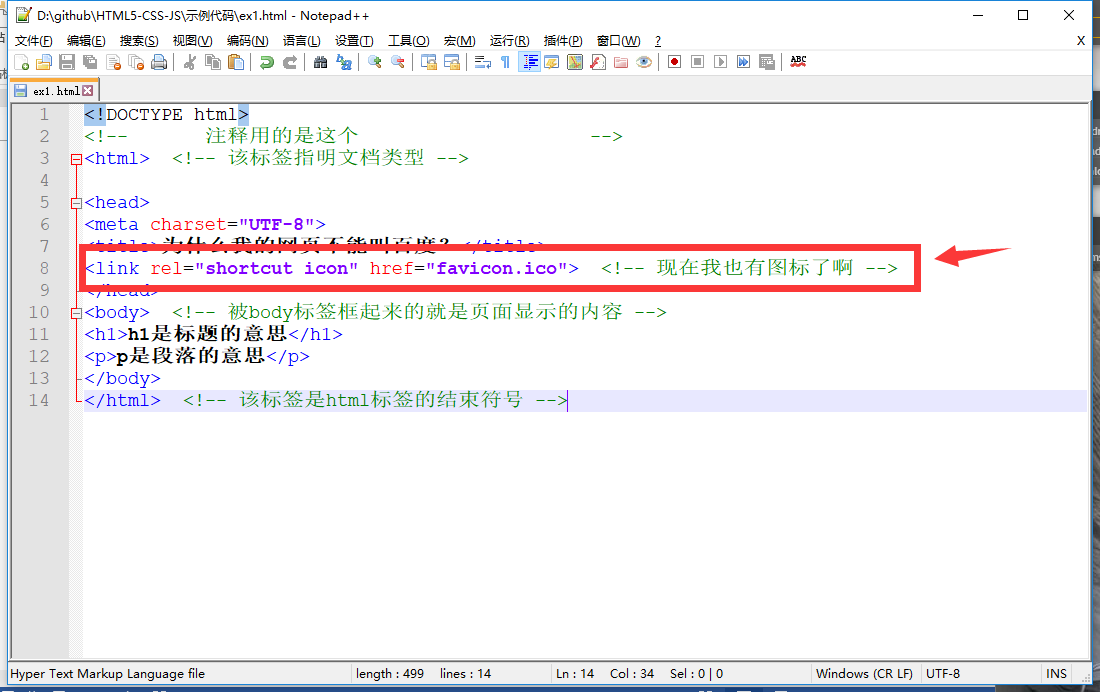 D:\github\HTML5-CSS-JS\示例代码\ex1.html - Notepad++
文件(F) 编辑(E) 搜索(S) 视图(V) 编码(N) 语言(L) 设置(T) 工具(O) 宏(M) 运行(R) 插件(P) 窗口(W) ? X
ABC
ex1.html
1 <!DOCTYPE html>
2 <!-- 注释用的是这个 -->
3 <html> <!-- 该标签指明文档类型 -->
4
5 <head>
6 <meta charset="UTF-8">
7 <title>为什么我的网页不能叫百度?</title>
8 <link rel="shortcut icon" href="favicon.ico"> <!-- 现在我也有图标了啊 -->
9 </head>
10 <body> <!-- 被body标签框起来的就是页面显示的内容 -->
11 <h1>h1是标题的意思</h1>
12 <p>p是段落的意思</p>
13 </body>
14 </html> <!-- 该标签是html标签的结束符号 -->
Hyper Text Markup Language file length : 499 lines : 14 Ln : 14 Col : 34 Sel : 0 | 0 Windows (CR LF) UTF-8 INS